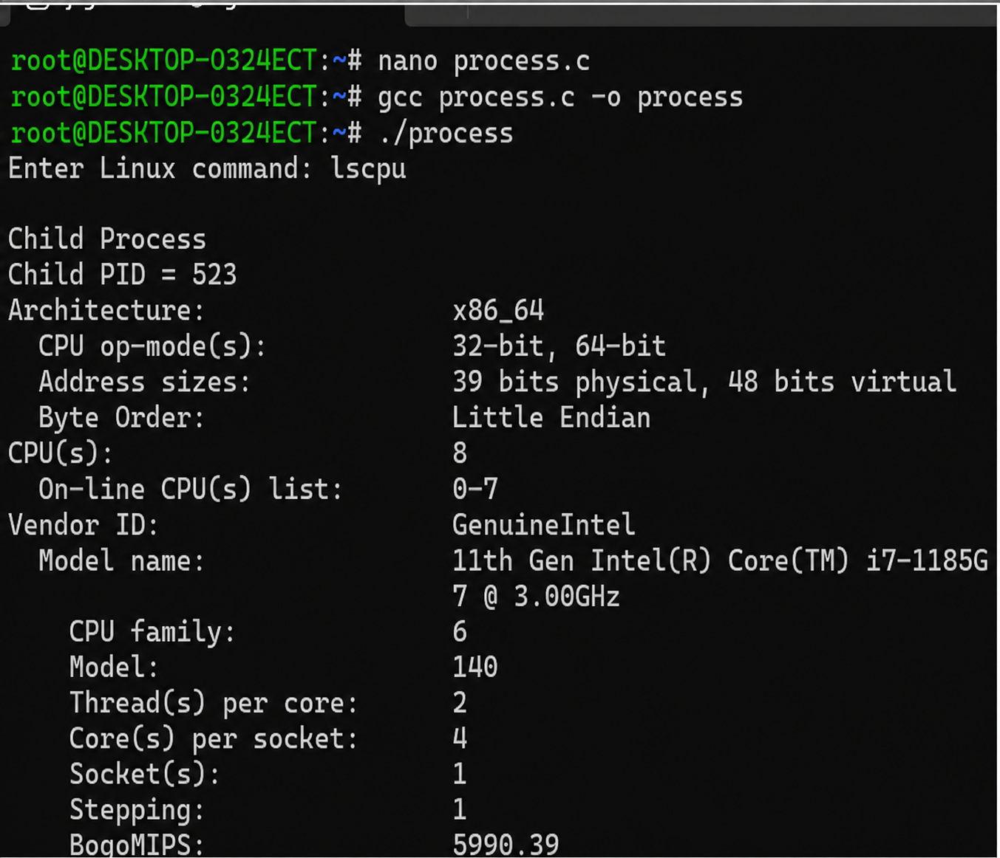 root@DESKTOP-0324ECT:~# nano process.c
root@DESKTOP-0324ECT:~# gcc process.c -o process
root@DESKTOP-0324ECT:~# ./process
Enter Linux command: lscpu
Child Process
Child PID = 523
Architecture: x86_64
CPU op-mode(s): 32-bit, 64-bit
Address sizes: 39 bits physical, 48 bits virtual
Byte Order: Little Endian
CPU(s): 8
On-line CPU(s) list: 0-7
Vendor ID: GenuineIntel
Model name: 11th Gen Intel(R) Core(TM) i7-1185G
7 @ 3.00GHz
CPU family: 6
Model: 140
Thread(s) per core: 2
Core(s) per socket: 4
Socket(s): 1
Stepping: 1
BogoMIPS: 5990.39